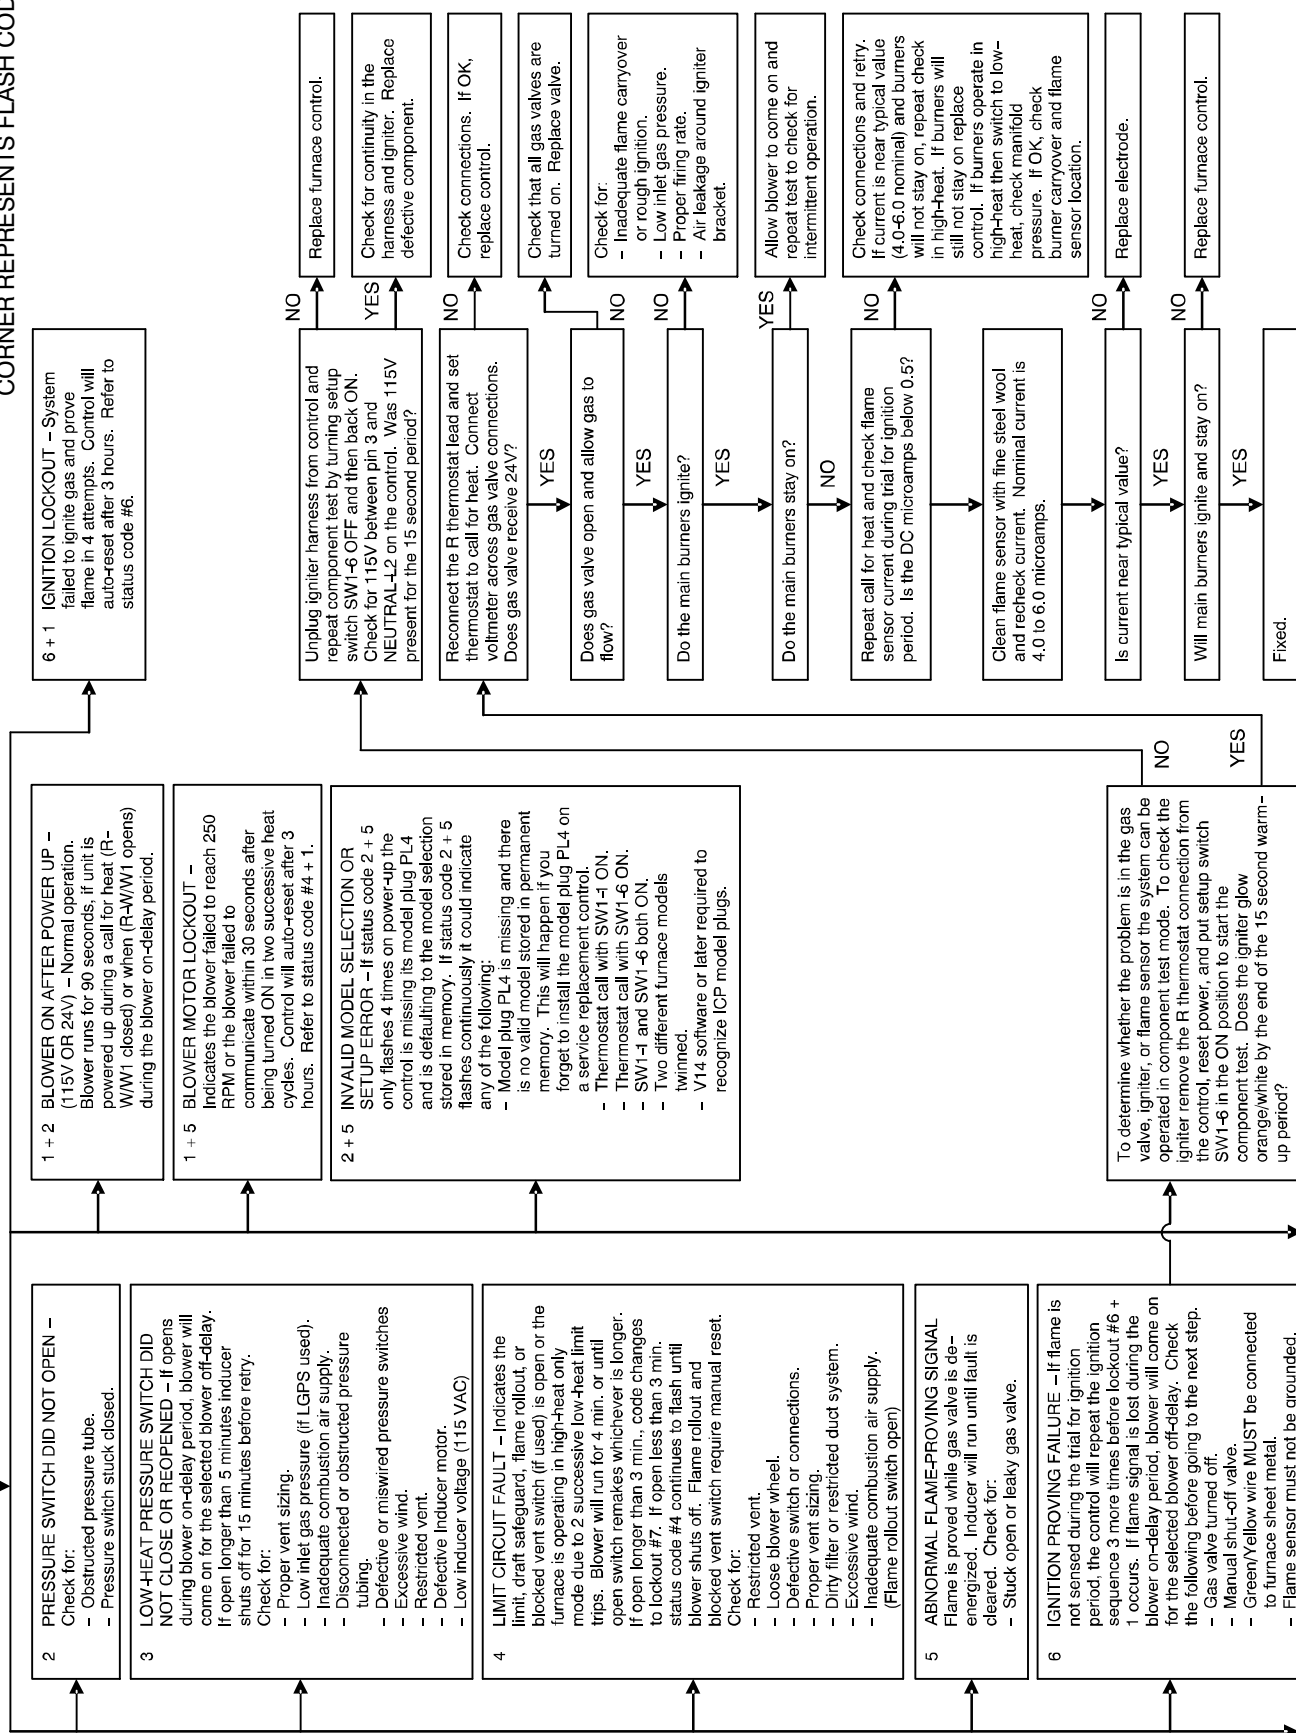 CORNER REPRESENTS FLASH COD
2 PRESSURE SWITCH DID NOT OPEN –
Check for:
– Obstructed pressure tube.
– Pressure switch stuck closed.
3 LOW–HEAT PRESSURE SWITCH DID
NOT CLOSE OR REOPENED – If opens
during blower on–delay period, blower will
come on for the selected blower off–delay.
If open longer than 5 minutes inducer
shuts off for 15 minutes before retry.
Check for:
– Proper vent sizing.
– Low inlet gas pressure (if LGPS used).
– Inadequate combustion air supply.
– Disconnected or obstructed pressure
tubing.
– Defective or miswired pressure switches
– Excessive wind.
– Restricted vent.
– Defective Inducer motor.
– Low inducer voltage (115 VAC)
4 LIMIT CIRCUIT FAULT – Indicates the
limit, draft safeguard, flame rollout, or
blocked vent switch (if used) is open or the
furnace is operating in high–heat only
mode due to 2 successive low–heat limit
trips. Blower will run for 4 min. or until
open switch remakes whichever is longer.
If open longer than 3 min., code changes
to lockout #7. If open less than 3 min.
status code #4 continues to flash until
blower shuts off. Flame rollout and
blocked vent switch require manual reset.
Check for:
– Restricted vent.
– Loose blower wheel.
– Defective switch or connections.
– Proper vent sizing.
– Dirty filter or restricted duct system.
– Excessive wind.
– Inadequate combustion air supply.
(Flame rollout switch open)
5 ABNORMAL FLAME–PROVING SIGNAL
Flame is proved while gas valve is de–
energized. Inducer will run until fault is
cleared. Check for:
– Stuck open or leaky gas valve.
6 IGNITION PROVING FAILURE – If flame is
not sensed during the trial for ignition
period, the control will repeat the ignition
sequence 3 more times before lockout #6 +
1 occurs. If flame signal is lost during the
blower on–delay period, blower will come on
for the selected blower off–delay. Check
the following before going to the next step.
– Gas valve turned off.
– Manual shut–off valve.
– Green/Yellow wire MUST be connected
to furnace sheet metal.
– Flame sensor must not be grounded.
1 + 2 BLOWER ON AFTER POWER UP –
(115V OR 24V) – Normal operation.
Blower runs for 90 seconds, if unit is
powered up during a call for heat (R–
W/W1 closed) or when (R–W/W1 opens)
during the blower on–delay period.
1 + 5 BLOWER MOTOR LOCKOUT –
Indicates the blower failed to reach 250
RPM or the blower failed to
communicate within 30 seconds after
being turned ON in two successive heat
cycles. Control will auto–reset after 3
hours. Refer to status code #4 + 1.
2 + 5 INVALID MODEL SELECTION OR
SETUP ERROR – If status code 2 + 5
only flashes 4 times on power–up the
control is missing its model plug PL4
and is defaulting to the model selection
stored in memory. If status code 2 + 5
flashes continuously it could indicate
any of the following:
– Model plug PL4 is missing and there
is no valid model stored in permanent
memory. This will happen if you
forget to install the model plug PL4 on
a service replacement control.
– Thermostat call with SW1–1 ON.
– Thermostat call with SW1–6 ON.
– SW1–1 and SW1–6 both ON.
– Two different furnace models
twinned.
– V14 software or later required to
recognize ICP model plugs.
To determine whether the problem is in the gas
valve, igniter, or flame sensor the system can be
operated in component test mode. To check the
igniter remove the R thermostat connection from
the control, reset power, and put setup switch
SW1–6 in the ON position to start the
component test. Does the igniter glow
orange/white by the end of the 15 second warm–
up period?
NO
YES
6 + 1 IGNITION LOCKOUT – System
failed to ignite gas and prove
flame in 4 attempts. Control will
auto–reset after 3 hours. Refer to
status code #6.
Unplug igniter harness from control and
repeat component test by turning setup
switch SW1–6 OFF and then back ON.
Check for 115V between pin 3 and
NEUTRAL–L2 on the control. Was 115V
present for the 15 second period?
NO
Replace furnace control.
YES
Check for continuity in the
harness and igniter. Replace
defective component.
Reconnect the R thermostat lead and set
thermostat to call for heat. Connect
voltmeter across gas valve connections.
Does gas valve receive 24V?
NO
Check connections. If OK,
replace control.
YES
Does gas valve open and allow gas to
flow?
NO
Check that all gas valves are
turned on. Replace valve.
YES
Do the main burners ignite?
NO
Check for:
– Inadequate flame carryover
or rough ignition.
– Low inlet gas pressure.
– Proper firing rate.
– Air leakage around igniter
bracket.
YES
Do the main burners stay on?
YES
Allow blower to come on and
repeat test to check for
intermittent operation.
NO
Repeat call for heat and check flame
sensor current during trial for ignition
period. Is the DC microamps below 0.5?
NO
Check connections and retry.
If current is near typical value
(4.0–6.0 nominal) and burners
will not stay on, repeat check
in high–heat. If burners will
still not stay on replace
control. If burners operate in
high–heat then switch to low–
heat, check manifold
pressure. If OK, check
burner carryover and flame
sensor location.
Clean flame sensor with fine steel wool
and recheck current. Nominal current is
4.0 to 6.0 microamps.
Is current near typical value?
NO
Replace electrode.
YES
Will main burners ignite and stay on?
NO
Replace furnace control.
YES
Fixed.